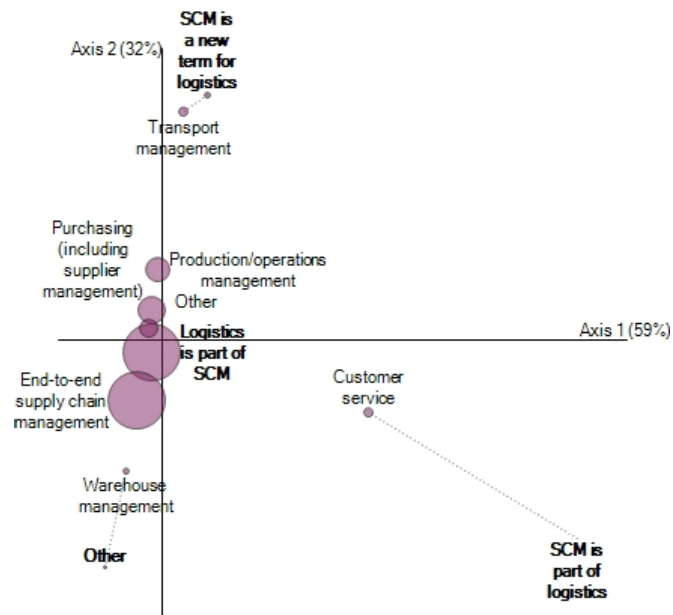 SCM is
a new
term for
logistics
Axis 2 (32%)
Transport
management
Purchasing
(including
supplier
management)
Production/operations
management
Other
Logistics
is part of
SCM
Axis 1 (59%)
End-to-end
supply chain
management
Customer
service
Warehouse
management
Other
SCM is
part of
logistics